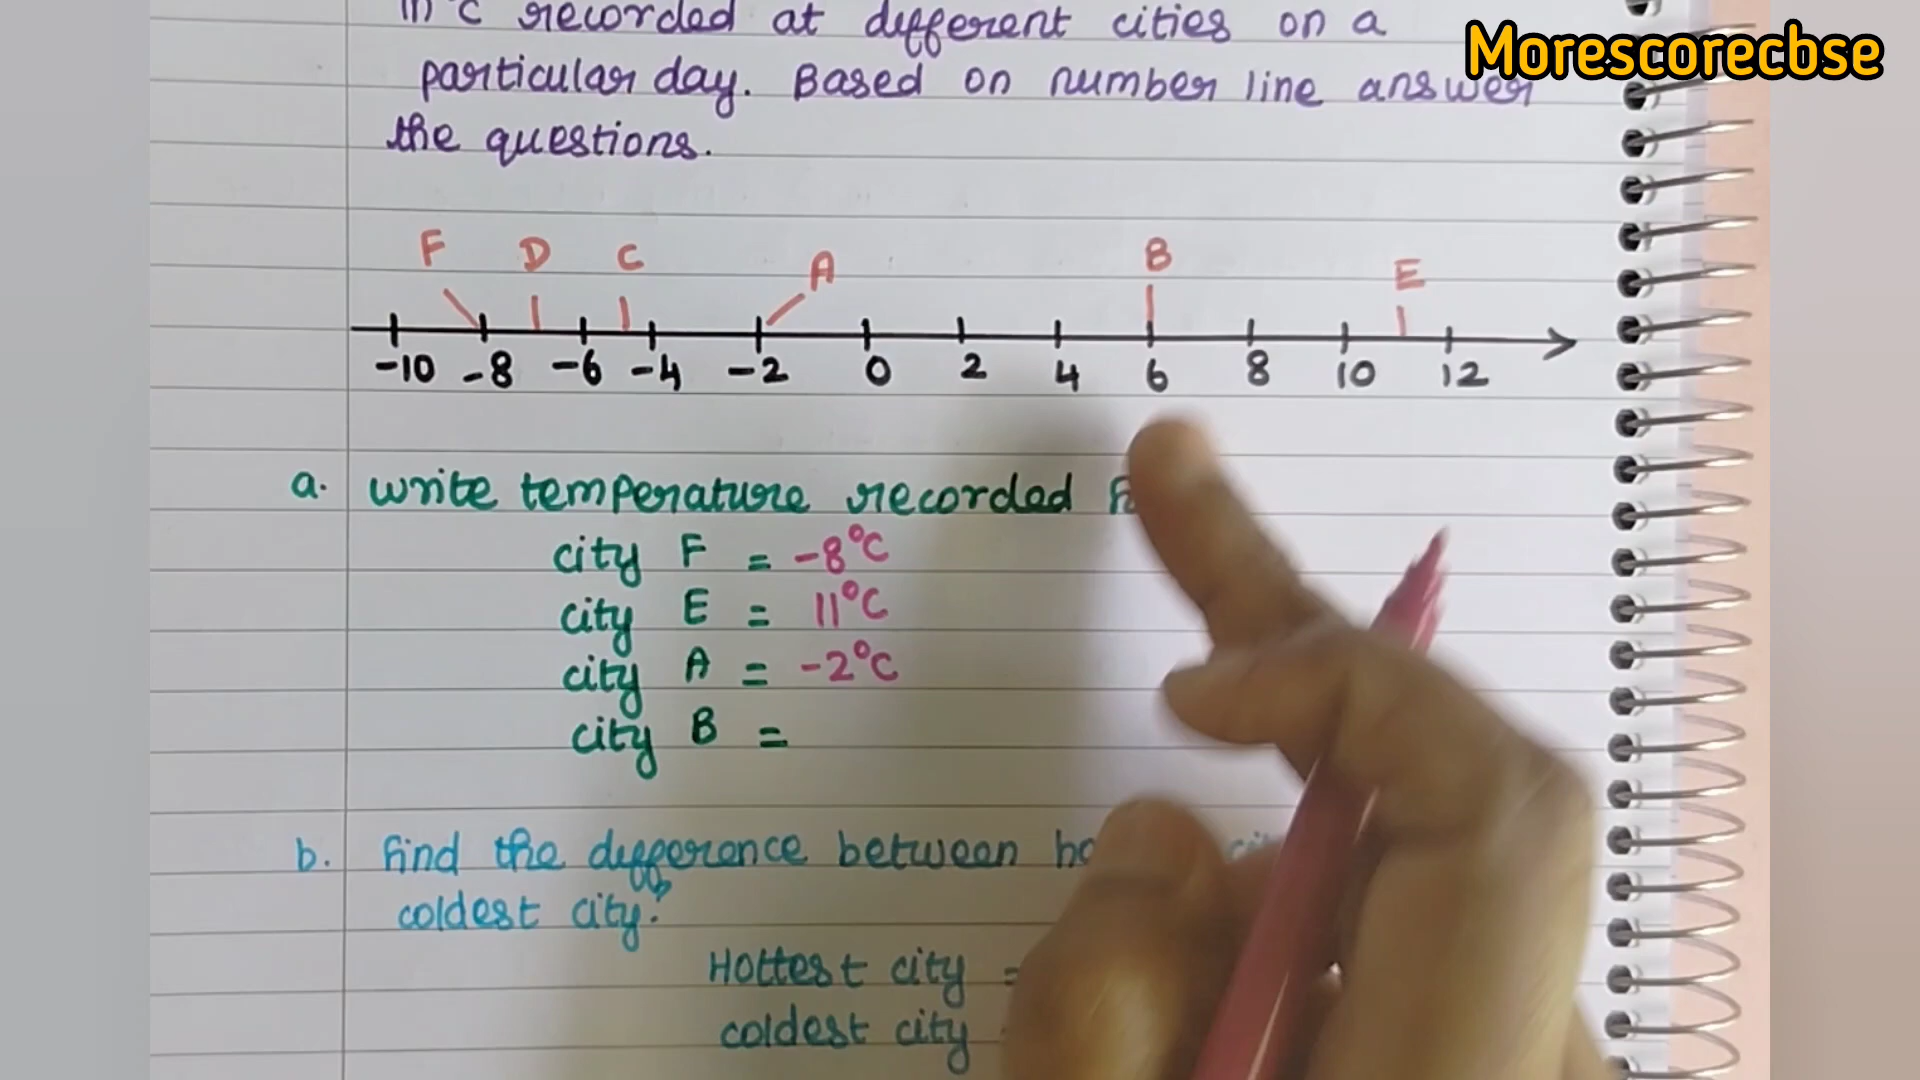 in °C recorded at different cities on a
Morescorecbse
particular day. Based on number line answer
the questions.
F D C A B E
-10 -8 -6 -4 -2 0 2 4 6 8 10 12
a. write temperature recorded
city F = -8°C
city E = 11°C
city A = -2°C
city B =
b. Find the difference between
coldest city?
Hottest city =
coldest city